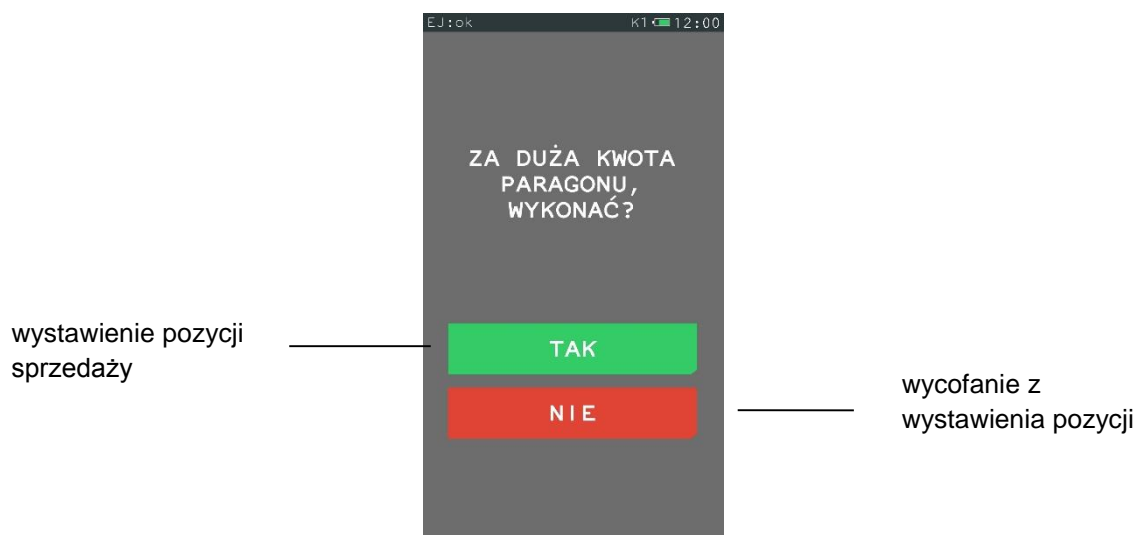 EJ:ok K1 12:00
ZA DUŻA KWOTA
PARAGONU,
WYKONAĆ?
wystawienie pozycji
sprzedaży
TAK
NIE
wycofanie z
wystawienia pozycji